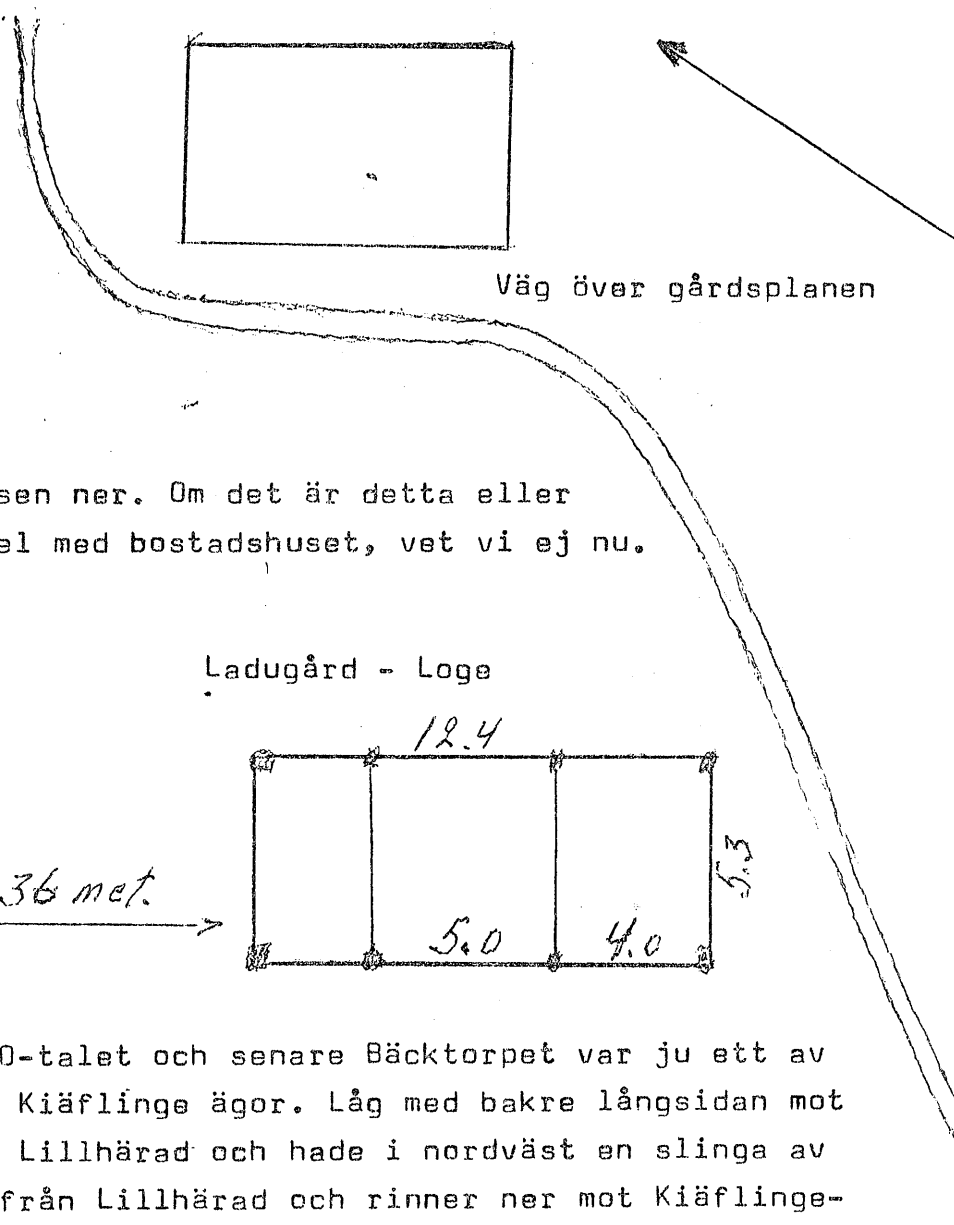 Väg över gårdsplanen
sen ner. Om det är detta eller
el med bostadshuset, vet vi ej nu.
Ladugård - Loge
12.4
5.3
36 met.
5.0 4.0
0-talet och senare Bäcktorpet var ju ett av
Kiäflinge ägor. Låg med bakre långsidan mot
Lillhärad och hade i nordväst en slinga av
från Lillhärad och rinner ner mot Kiäflinge-